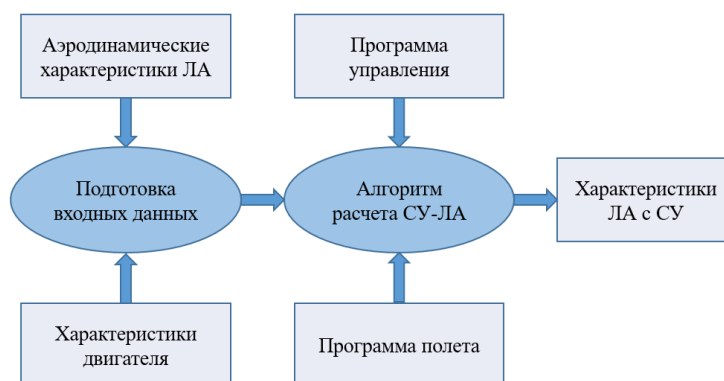 Аэродинамические
характеристики ЛА
Программа
управления
Подготовка
входных данных
Алгоритм
расчета СУ-ЛА
Характеристики
ЛА с СУ
Характеристики
двигателя
Программа полета